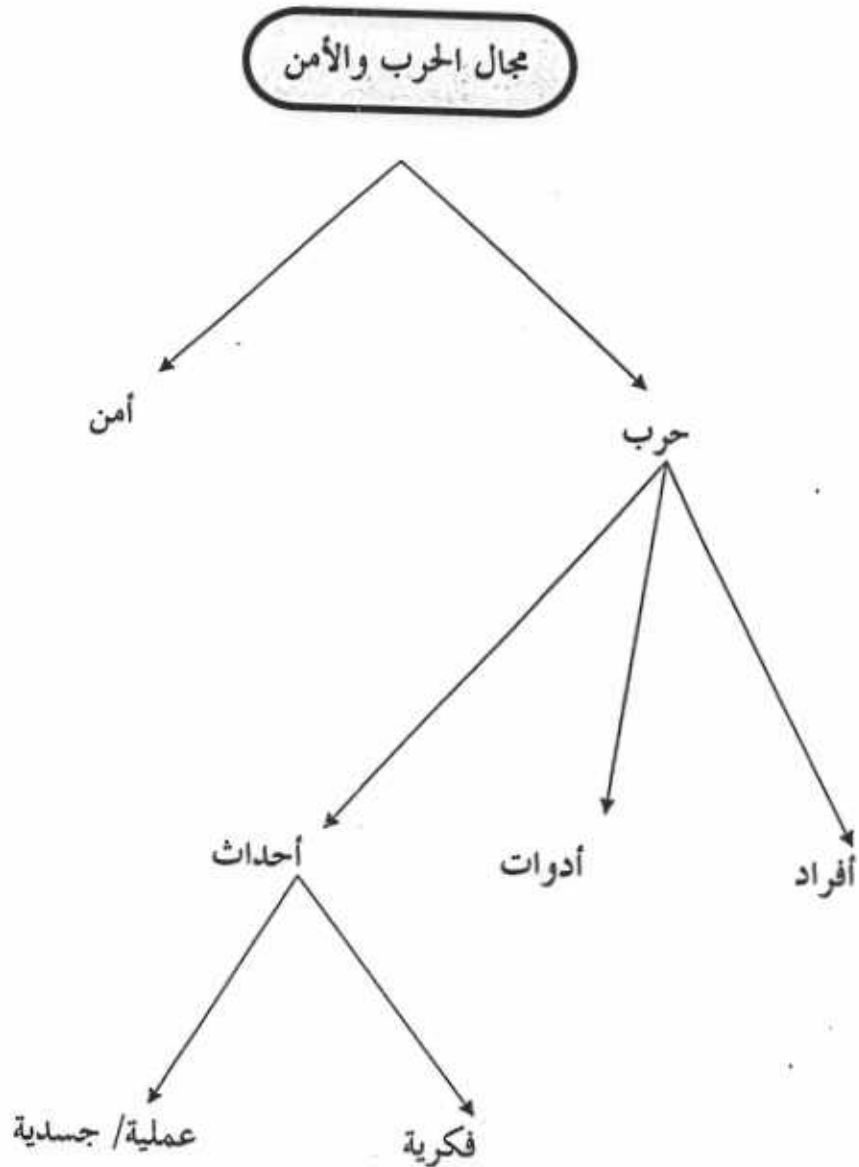 مجال الحرب والأمن
حرب
أمن
أفراد
أدوات
أحداث
فكرية
عملية/ جسدية